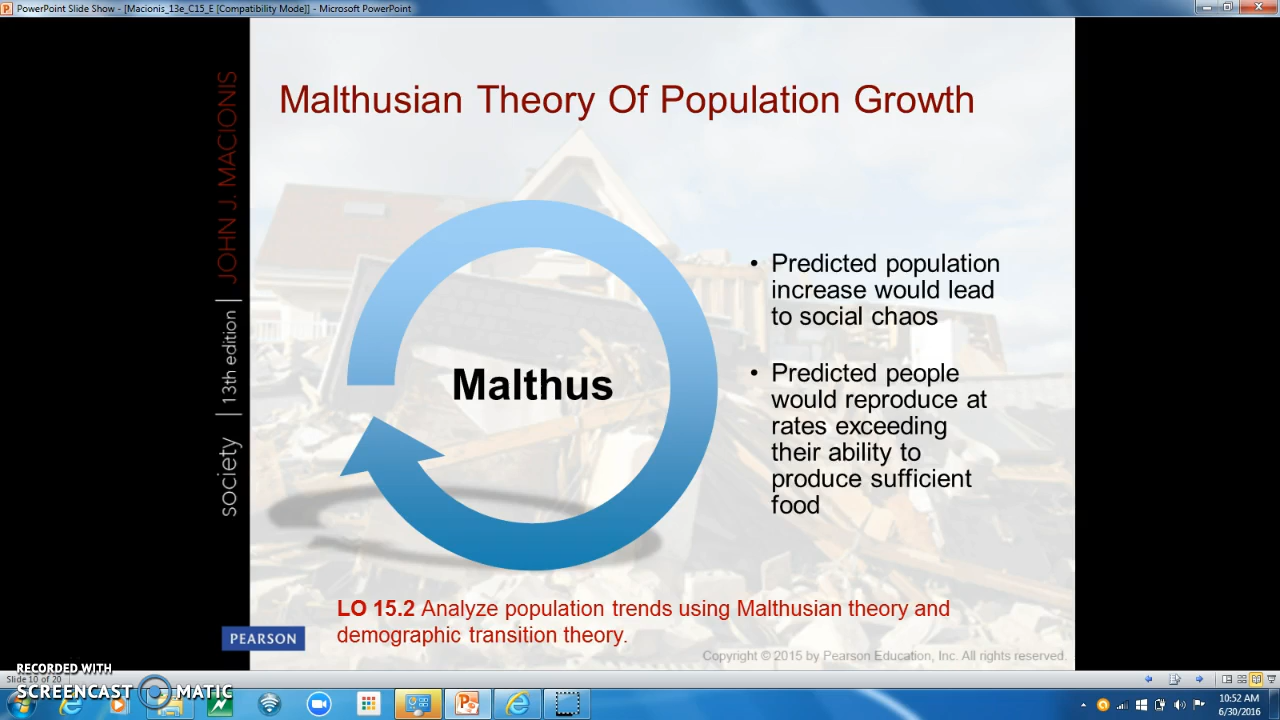 PowerPoint Slide Show - [Macionis_13e_C15_E [Compatibility Mode]] - Microsoft PowerPoint
Malthusian Theory Of Population Growth
society | 13th edition | JOHN J. MACIONIS
Malthus
• Predicted population
increase would lead
to social chaos
• Predicted people
would reproduce at
rates exceeding
their ability to
produce sufficient
food
LO 15.2 Analyze population trends using Malthusian theory and
demographic transition theory.
PEARSON
Copyright © 2015 by Pearson Education, Inc. All rights reserved.
RECORDED WITH
Slide 10 of 20
SCREENCAST MATIC
10:52 AM
6/30/2016